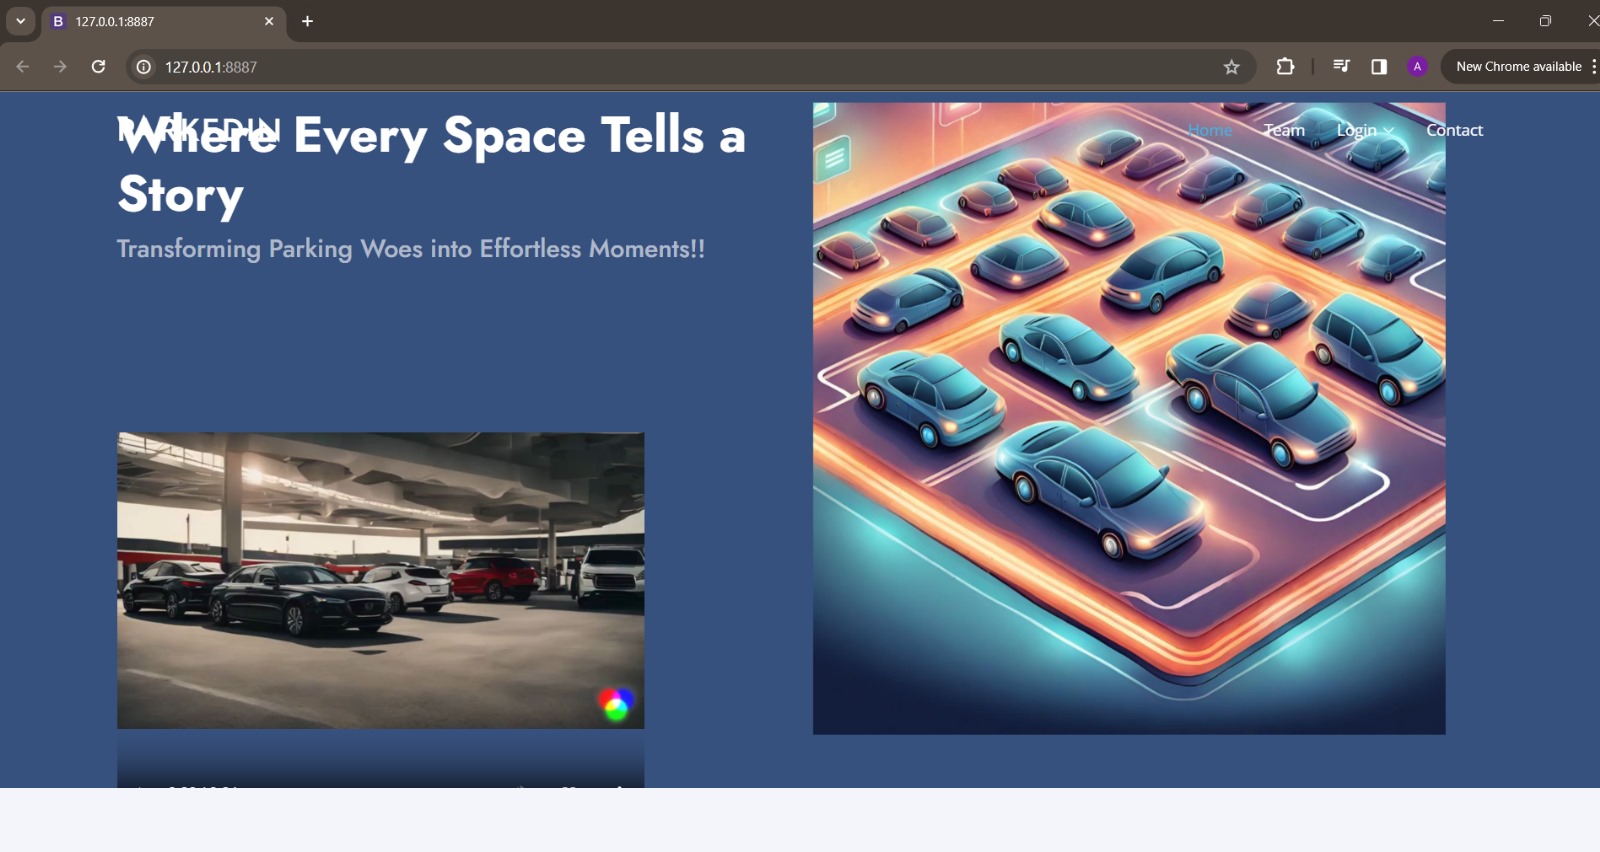 127.0.0.1:8887
127.0.0.1:8887
A
New Chrome available
PARKEDIN
Home
Team
Login
Contact
Where Every Space Tells a
Story
Transforming Parking Woes into Effortless Moments!!